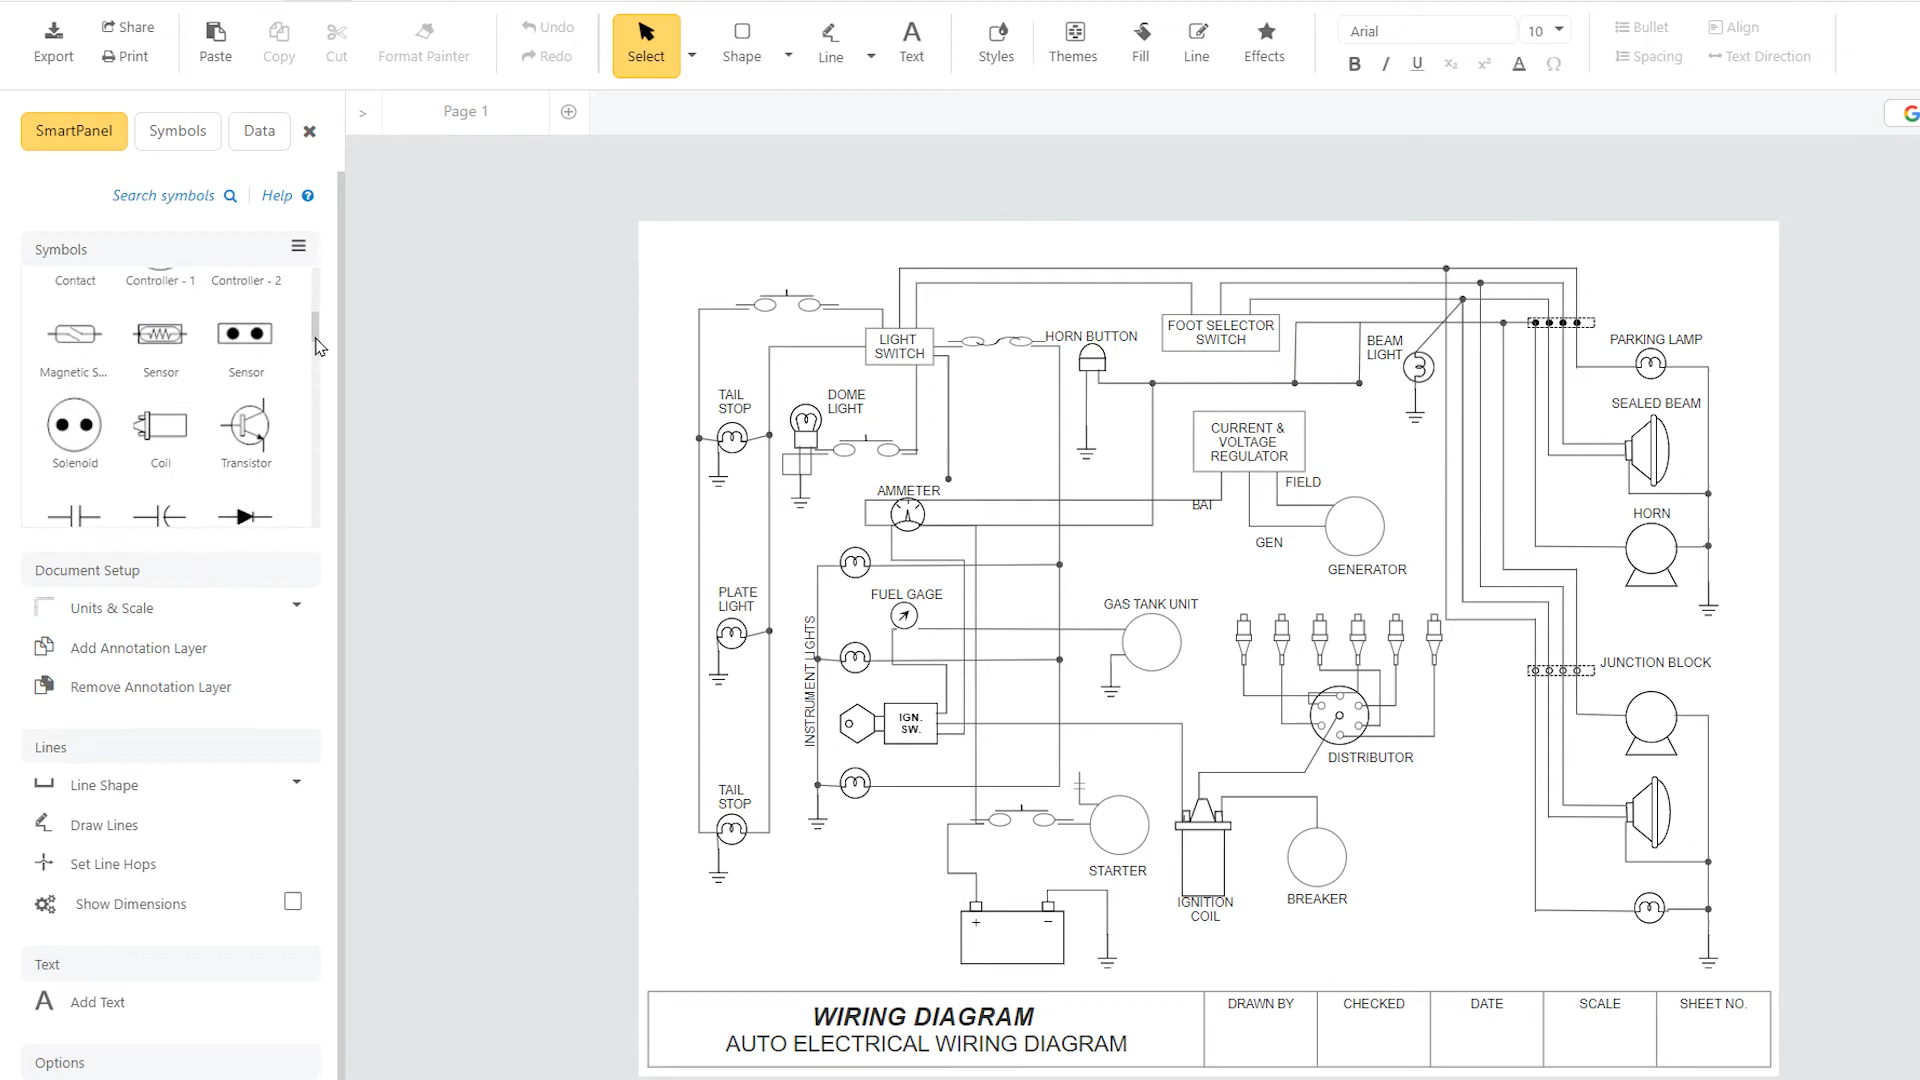 Export
Share
Print
Paste
Copy
Cut
Format Painter
Undo
Redo
Select
Shape
Line
Text
Styles
Themes
Fill
Line
Effects
Arial
10
B I U x₂ x² A Ω
Bullet
Align
Spacing
Text Direction
SmartPanel
Symbols
Data
> Page 1
G
Search symbols
Help
Symbols
Contact
Controller - 1
Controller - 2
Magnetic S...
Sensor
Sensor
Solenoid
Coil
Transistor
Document Setup
Units & Scale
Add Annotation Layer
Remove Annotation Layer
Lines
Line Shape
Draw Lines
Set Line Hops
Show Dimensions
Text
A Add Text
Options
LIGHT
SWITCH
HORN BUTTON
FOOT SELECTOR
SWITCH
BEAM
LIGHT
PARKING LAMP
SEALED BEAM
TAIL
STOP
DOME
LIGHT
CURRENT &
VOLTAGE
REGULATOR
FIELD
AMMETER
BAT
GEN
GENERATOR
HORN
PLATE
LIGHT
FUEL GAGE
GAS TANK UNIT
INSTRUMENT LIGHTS
IGN.
SW.
JUNCTION BLOCK
DISTRIBUTOR
TAIL
STOP
STARTER
IGNITION
COIL
BREAKER
+ −
WIRING DIAGRAM
AUTO ELECTRICAL WIRING DIAGRAM
DRAWN BY
CHECKED
DATE
SCALE
SHEET NO.